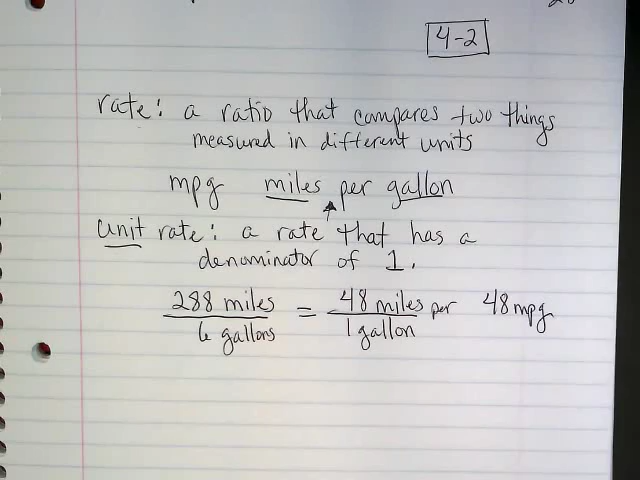 4-2
rate: a ratio that compares two things
measured in different units
mpg miles per gallon
unit rate: a rate that has a
denominator of 1.
288 miles / 6 gallons = 48 miles / 1 gallon per 48 mpg